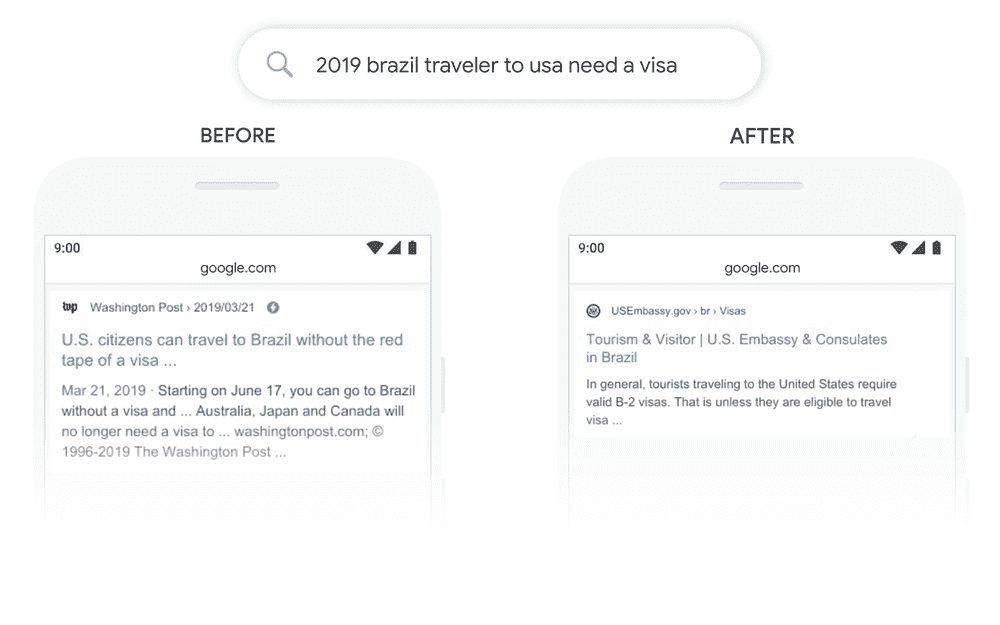 2019 brazil traveler to usa need a visa
BEFORE
9:00
google.com
wp Washington Post › 2019/03/21
U.S. citizens can travel to Brazil without the red
tape of a visa ...
Mar 21, 2019 · Starting on June 17, you can go to Brazil
without a visa and ... Australia, Japan and Canada will
no longer need a visa to ... washingtonpost.com; ©
1996-2019 The Washington Post ...
AFTER
9:00
google.com
USEmbassy.gov › br › Visas
Tourism & Visitor | U.S. Embassy & Consulates
in Brazil
In general, tourists traveling to the United States require
valid B-2 visas. That is unless they are eligible to travel
visa ...